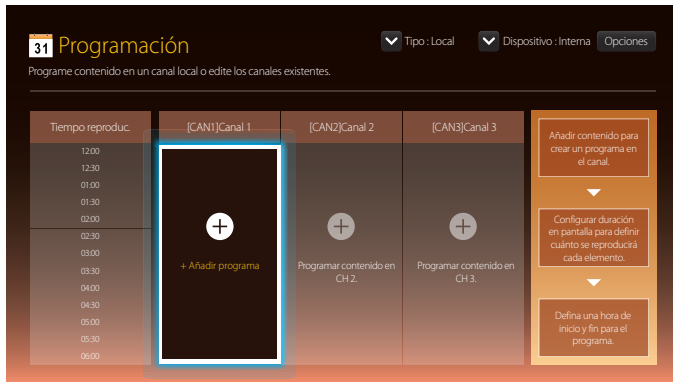 31 Programación
Tipo : Local
Dispositivo : Interna
Opciones
Programe contenido en un canal local o edite los canales existentes.
Tiempo reproduc.
[CAN1]Canal 1
[CAN2]Canal 2
[CAN3]Canal 3
12:00
12:30
01:00
01:30
02:00
02:30
03:00
03:30
04:00
04:30
05:00
05:30
06:00
+ Añadir programa
Programar contenido en
CH 2.
Programar contenido en
CH 3.
Añadir contenido para
crear un programa en
el canal.
Configurar duración
en pantalla para definir
cuánto se reproducirá
cada elemento.
Defina una hora de
inicio y fin para el
programa.